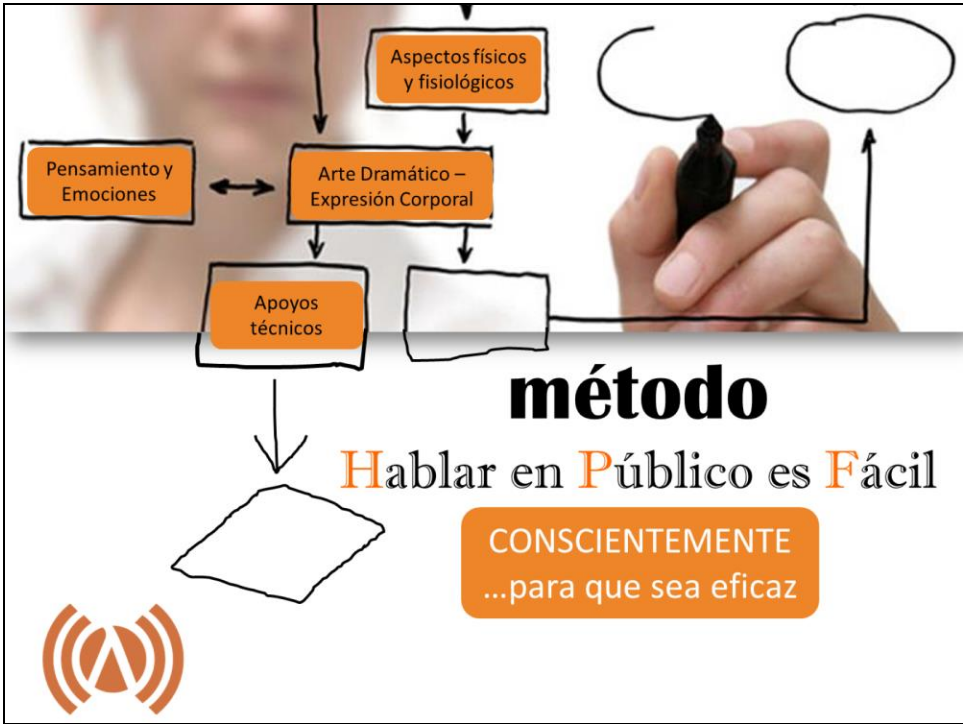 Aspectos físicos
y fisiológicos
Pensamiento y
Emociones
Arte Dramático –
Expresión Corporal
Apoyos
técnicos
método
Hablar en Público es Fácil
CONSCIENTEMENTE
...para que sea eficaz